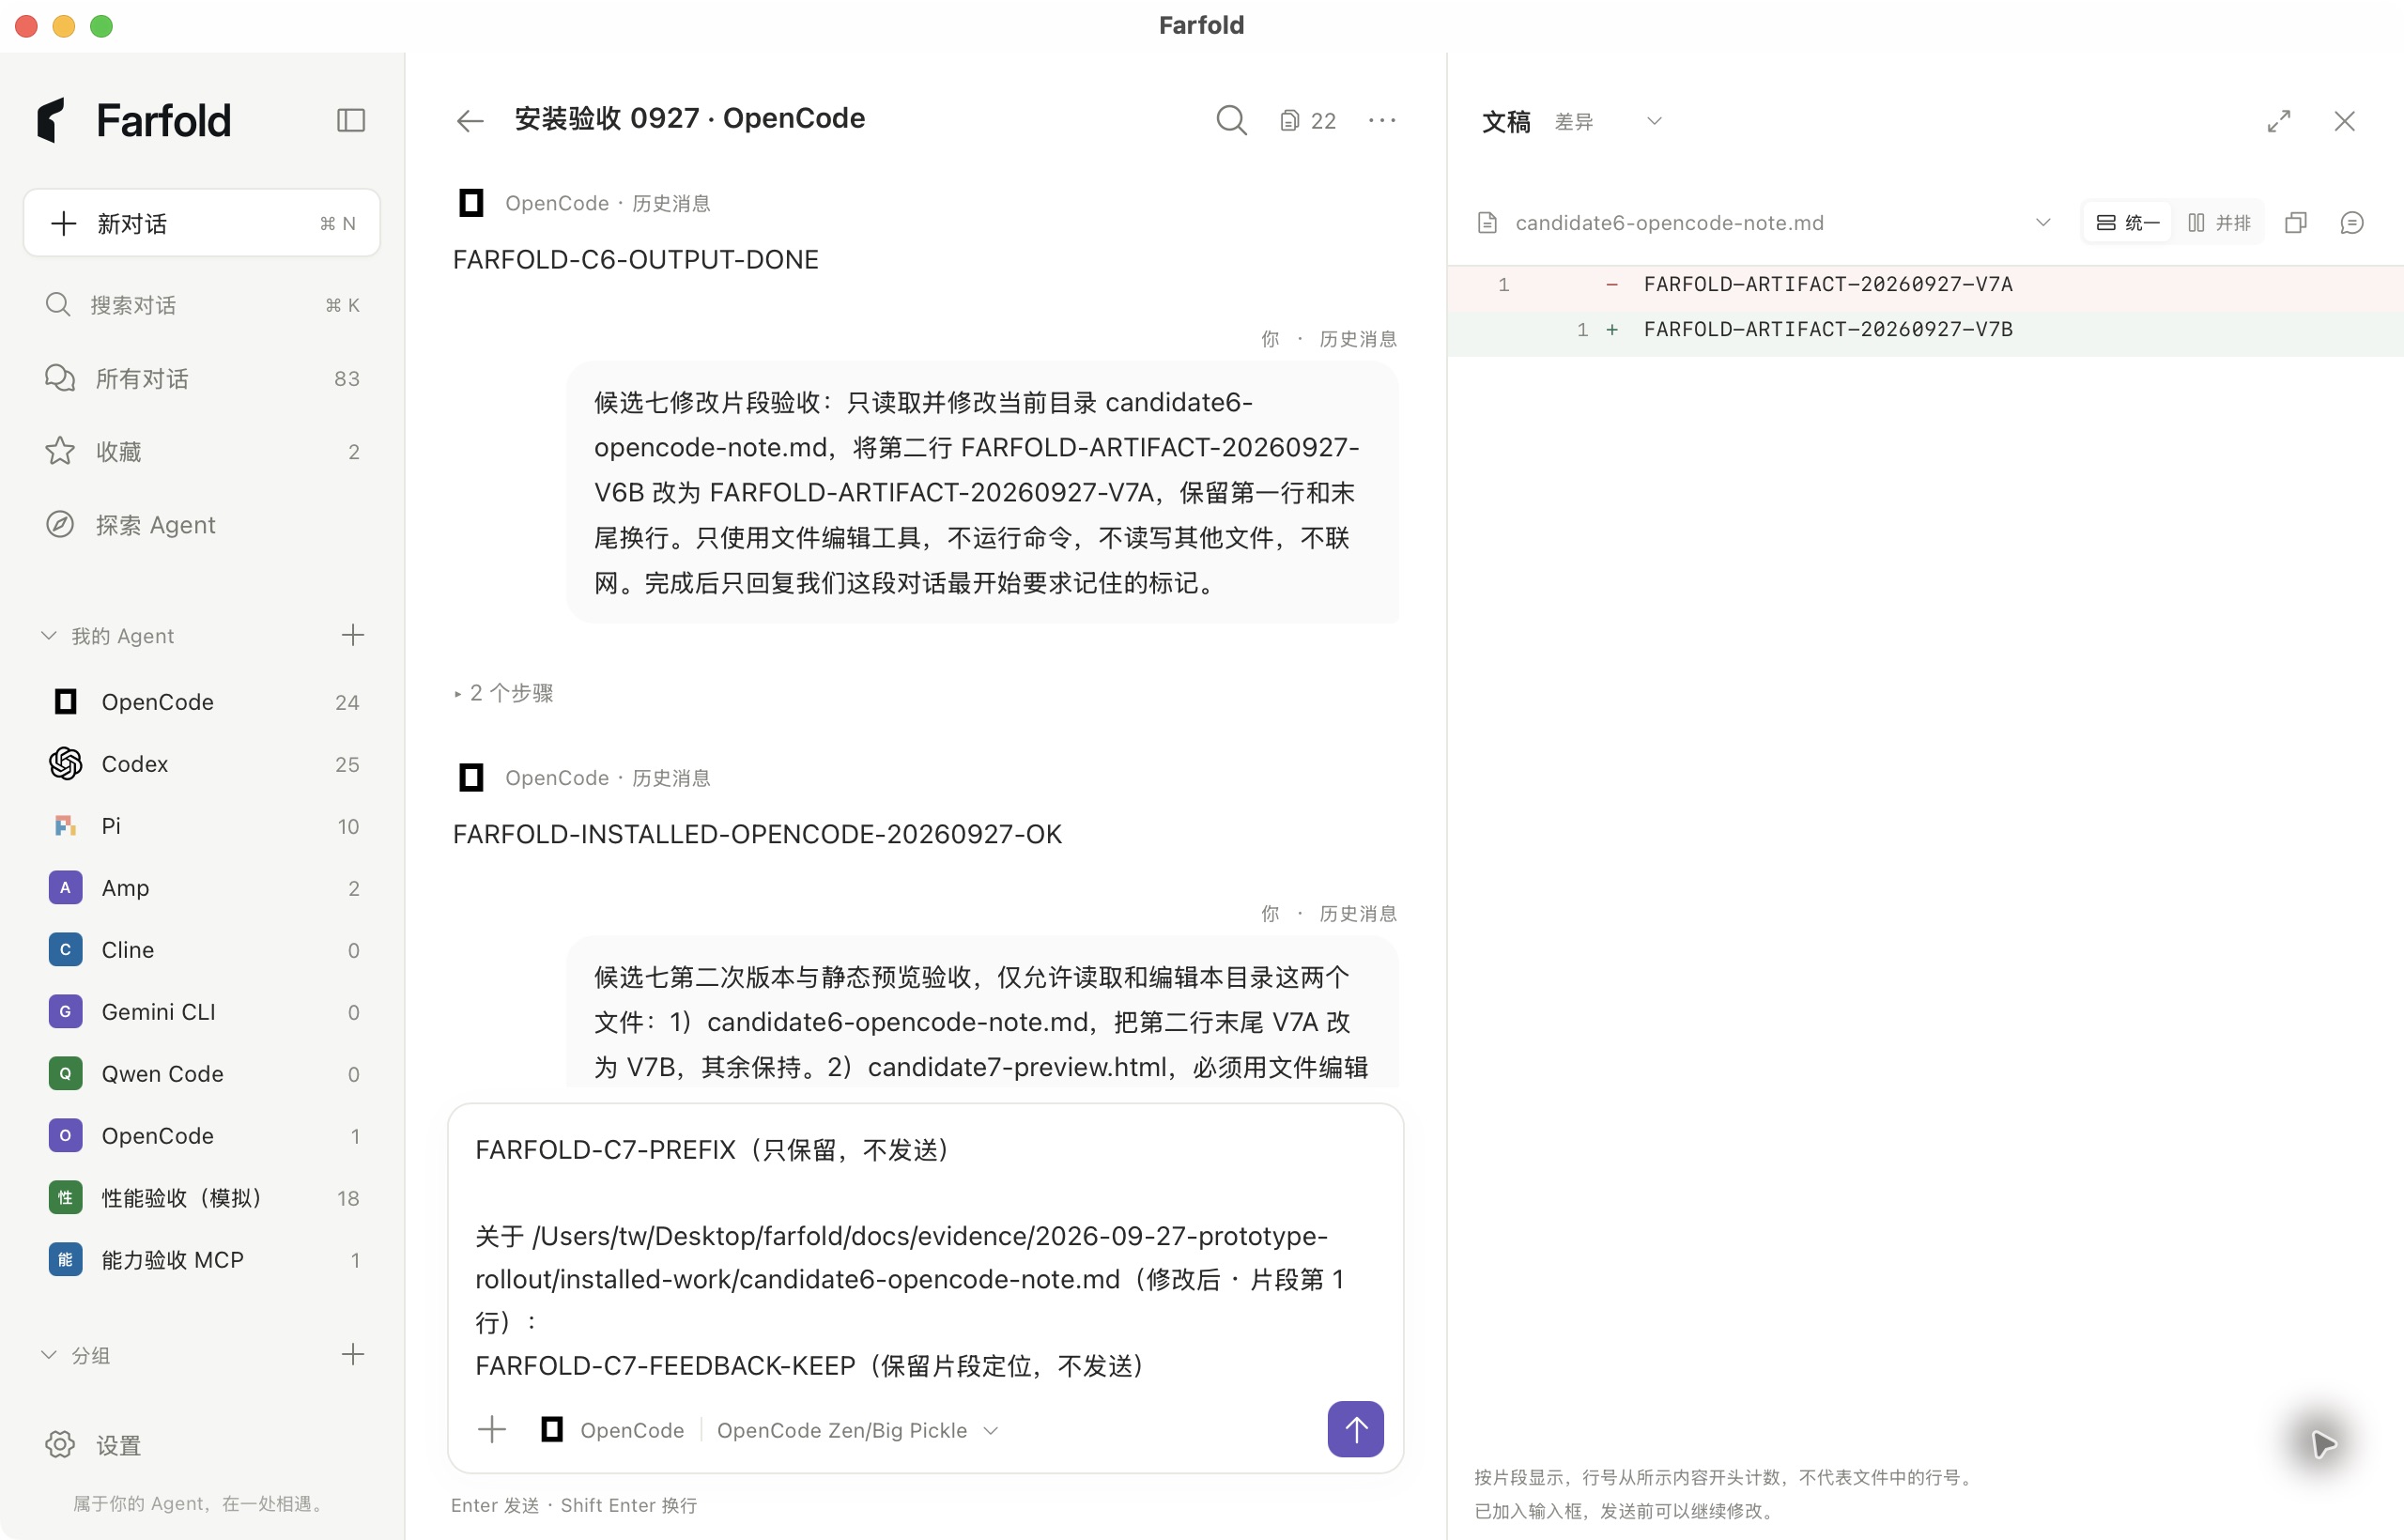 Farfold
Farfold
新对话
⌘ N
搜索对话
⌘ K
所有对话
83
收藏
2
探索 Agent
我的 Agent
OpenCode
24
Codex
25
Pi
10
A
Amp
2
C
Cline
0
G
Gemini CLI
0
Q
Qwen Code
0
O
OpenCode
1
性
性能验收（模拟）
18
能
能力验收 MCP
1
分组
设置
属于你的 Agent，在一处相遇。
安装验收 0927 · OpenCode
22
OpenCode · 历史消息
FARFOLD-C6-OUTPUT-DONE
你 · 历史消息
候选七修改片段验收：只读取并修改当前目录 candidate6-
opencode-note.md，将第二行 FARFOLD-ARTIFACT-20260927-
V6B 改为 FARFOLD-ARTIFACT-20260927-V7A，保留第一行和末
尾换行。只使用文件编辑工具，不运行命令，不读写其他文件，不联
网。完成后只回复我们这段对话最开始要求记住的标记。
2 个步骤
OpenCode · 历史消息
FARFOLD-INSTALLED-OPENCODE-20260927-OK
你 · 历史消息
候选七第二次版本与静态预览验收，仅允许读取和编辑本目录这两个
文件：1）candidate6-opencode-note.md，把第二行末尾 V7A 改
为 V7B，其余保持。2）candidate7-preview.html，必须用文件编辑
FARFOLD-C7-PREFIX（只保留，不发送）
关于 /Users/tw/Desktop/farfold/docs/evidence/2026-09-27-prototype-
rollout/installed-work/candidate6-opencode-note.md（修改后 · 片段第 1
行）：
FARFOLD-C7-FEEDBACK-KEEP（保留片段定位，不发送）
OpenCode
OpenCode Zen/Big Pickle
Enter 发送 · Shift Enter 换行
文稿
差异
candidate6-opencode-note.md
统一
并排
1 − FARFOLD-ARTIFACT-20260927-V7A
1 + FARFOLD-ARTIFACT-20260927-V7B
按片段显示，行号从所示内容开头计数，不代表文件中的行号。
已加入输入框，发送前可以继续修改。